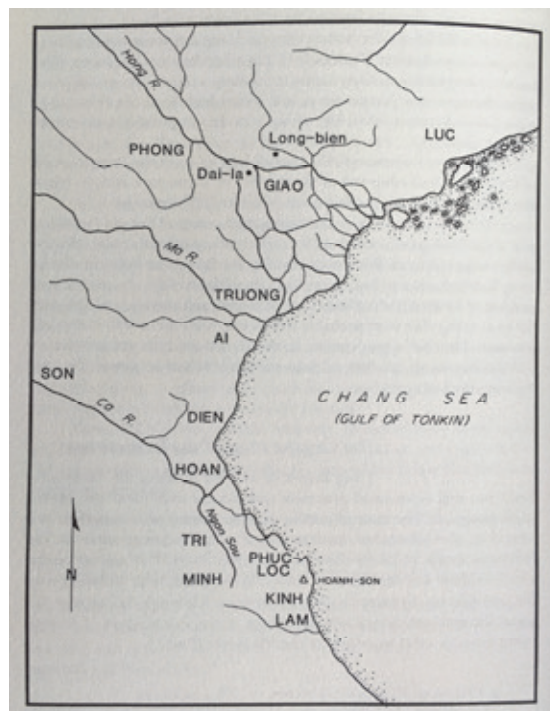 Hong R.
LUC
Long-bien
PHONG
Dai-la
GIAO
Ma R.
TRUONG
AI
SON
CHANG SEA
(GULF OF TONKIN)
Ca R.
DIEN
HOAN
Ngan Sau
TRI
PHUC
LOC
MINH
HOANH-SON
N
KINH
LAM